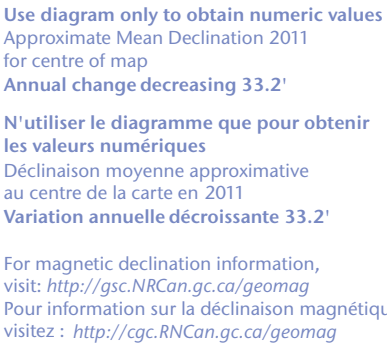 Use diagram only to obtain numeric values
Approximate Mean Declination 2011
for centre of map
Annual change decreasing 33.2'
N'utiliser le diagramme que pour obtenir
les valeurs numériques
Déclinaison moyenne approximative
au centre de la carte en 2011
Variation annuelle décroissante 33.2'
For magnetic declination information,
visit: http://gsc.NRCan.gc.ca/geomag
Pour information sur la déclinaison magnétiqu
visitez : http://cgc.RNCan.gc.ca/geomag